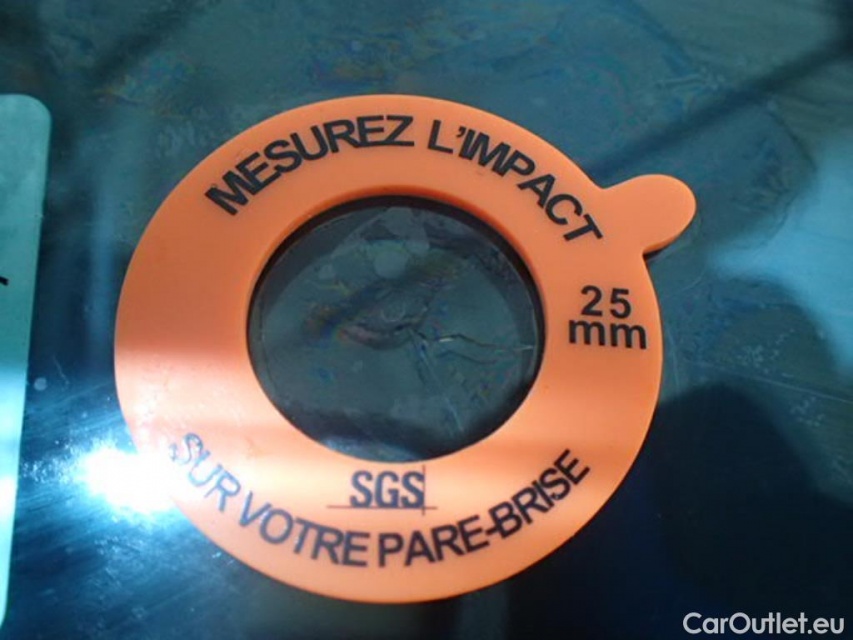 MESUREZ L'IMPACT
25
mm
SGS
SUR VOTRE PARE-BRISE
CarOutlet.eu